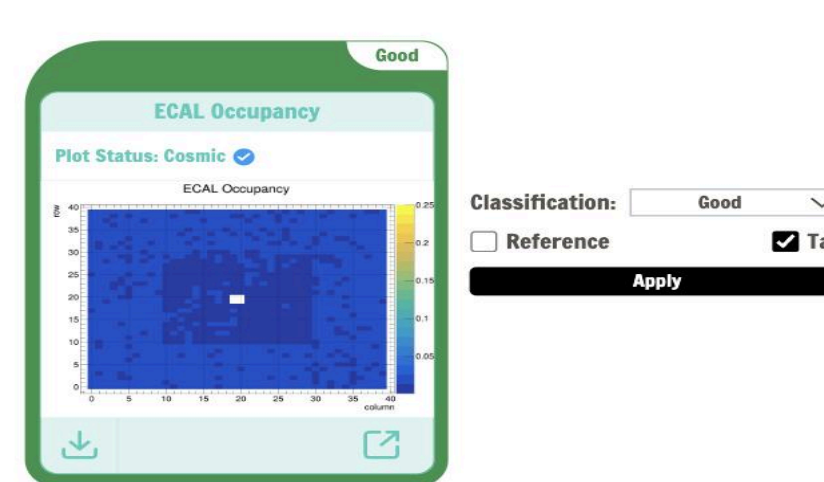 Good
ECAL Occupancy
Plot Status: Cosmic
ECAL Occupancy
row
40
35
30
25
20
15
10
5
0
0 5 10 15 20 25 30 35 40
column
0.25
0.2
0.15
0.1
0.05
Classification: Good
Reference
Apply